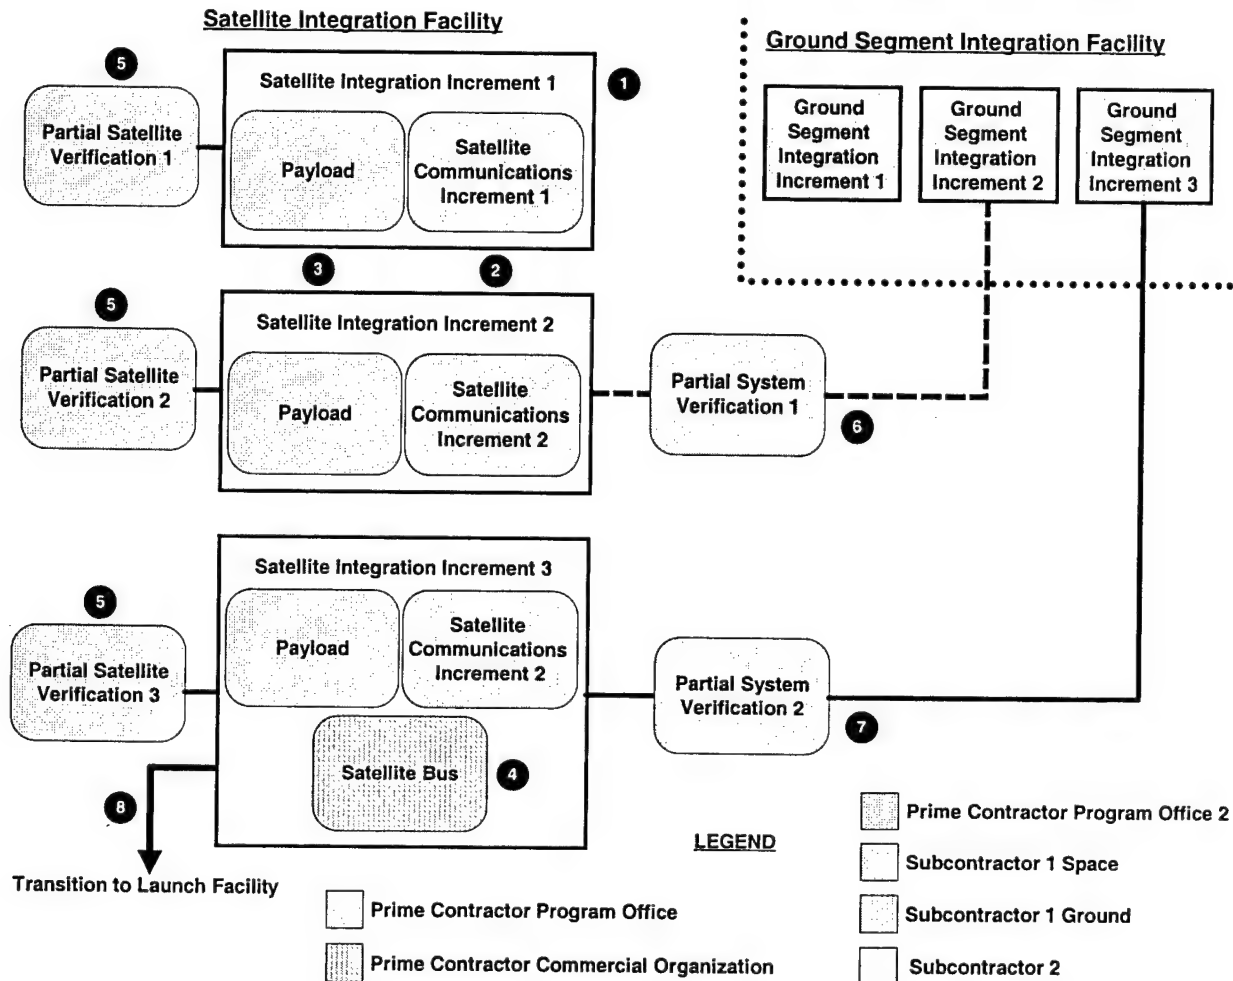 Satellite Integration Facility
Ground Segment Integration Facility
5
Satellite Integration Increment 1
1
Partial Satellite
Verification 1
Payload
Satellite
Communications
Increment 1
Ground
Segment
Integration
Increment 1
Ground
Segment
Integration
Increment 2
Ground
Segment
Integration
Increment 3
3
2
5
Satellite Integration Increment 2
Partial Satellite
Verification 2
Payload
Satellite
Communications
Increment 2
Partial System
Verification 1
6
Satellite Integration Increment 3
5
Partial Satellite
Verification 3
Payload
Satellite
Communications
Increment 2
Partial System
Verification 2
7
Satellite Bus
4
8
Transition to Launch Facility
LEGEND
Prime Contractor Program Office
Prime Contractor Commercial Organization
Prime Contractor Program Office 2
Subcontractor 1 Space
Subcontractor 1 Ground
Subcontractor 2